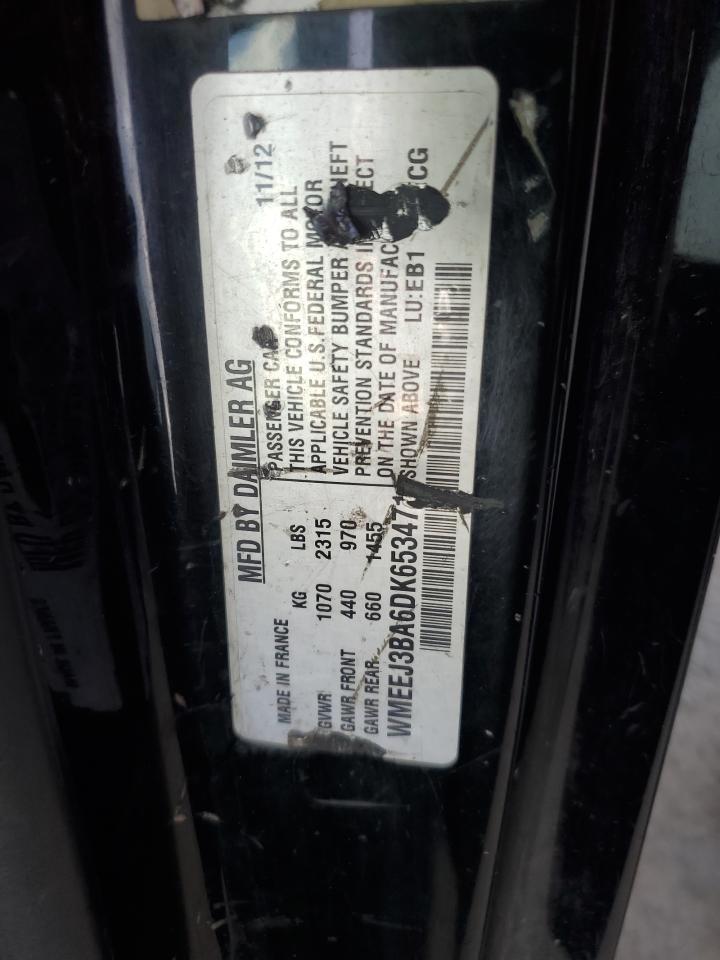 MFD BY DAIMLER AG
11/12
MADE IN FRANCE
PASSENGER CAR
KG LBS
THIS VEHICLE CONFORMS TO ALL
GVWR 1070 2315
APPLICABLE U.S.FEDERAL MOTOR
GAWR FRONT 440 970
VEHICLE SAFETY BUMPER
GAWR REAR 660 1455
PREVENTION STANDARDS
ON THE DATE OF
WMEEJ3BA6DK653471
SHOWN ABOVE LU:EB1 CG